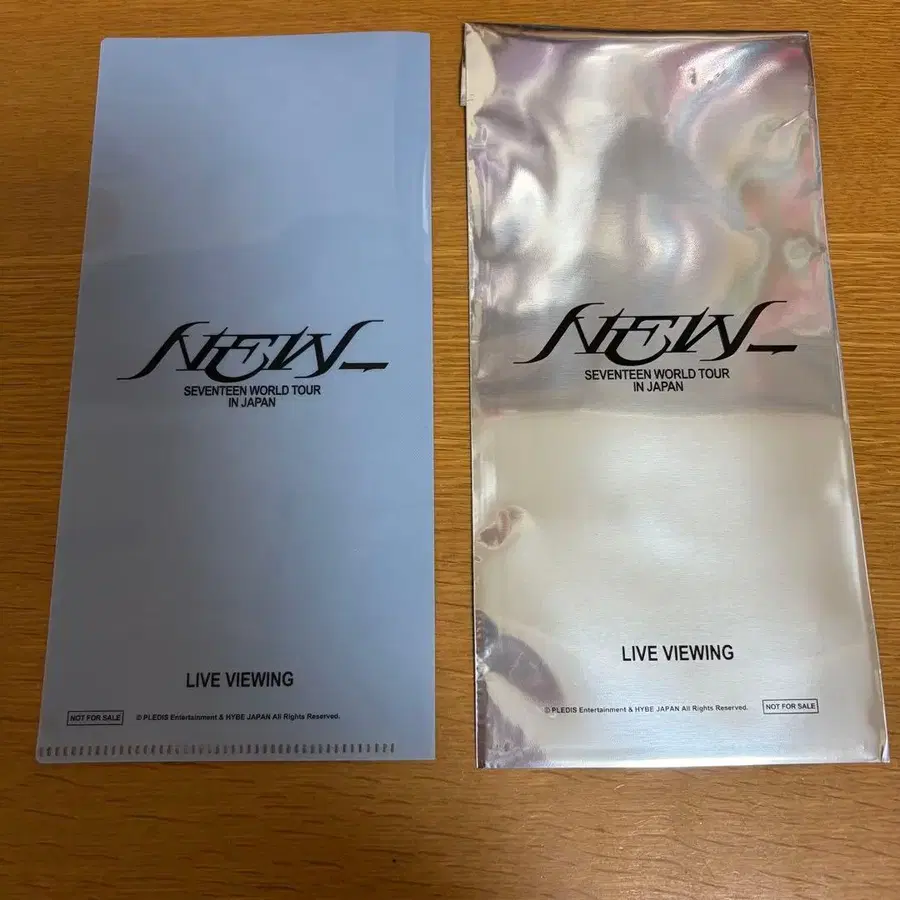 NEW_
SEVENTEEN WORLD TOUR
IN JAPAN
LIVE VIEWING
NOT FOR SALE
© PLEDIS Entertainment & HYBE JAPAN All Rights Reserved.
NEW_
SEVENTEEN WORLD TOUR
IN JAPAN
LIVE VIEWING
© PLEDIS Entertainment & HYBE JAPAN All Rights Reserved.
NOT FOR SALE